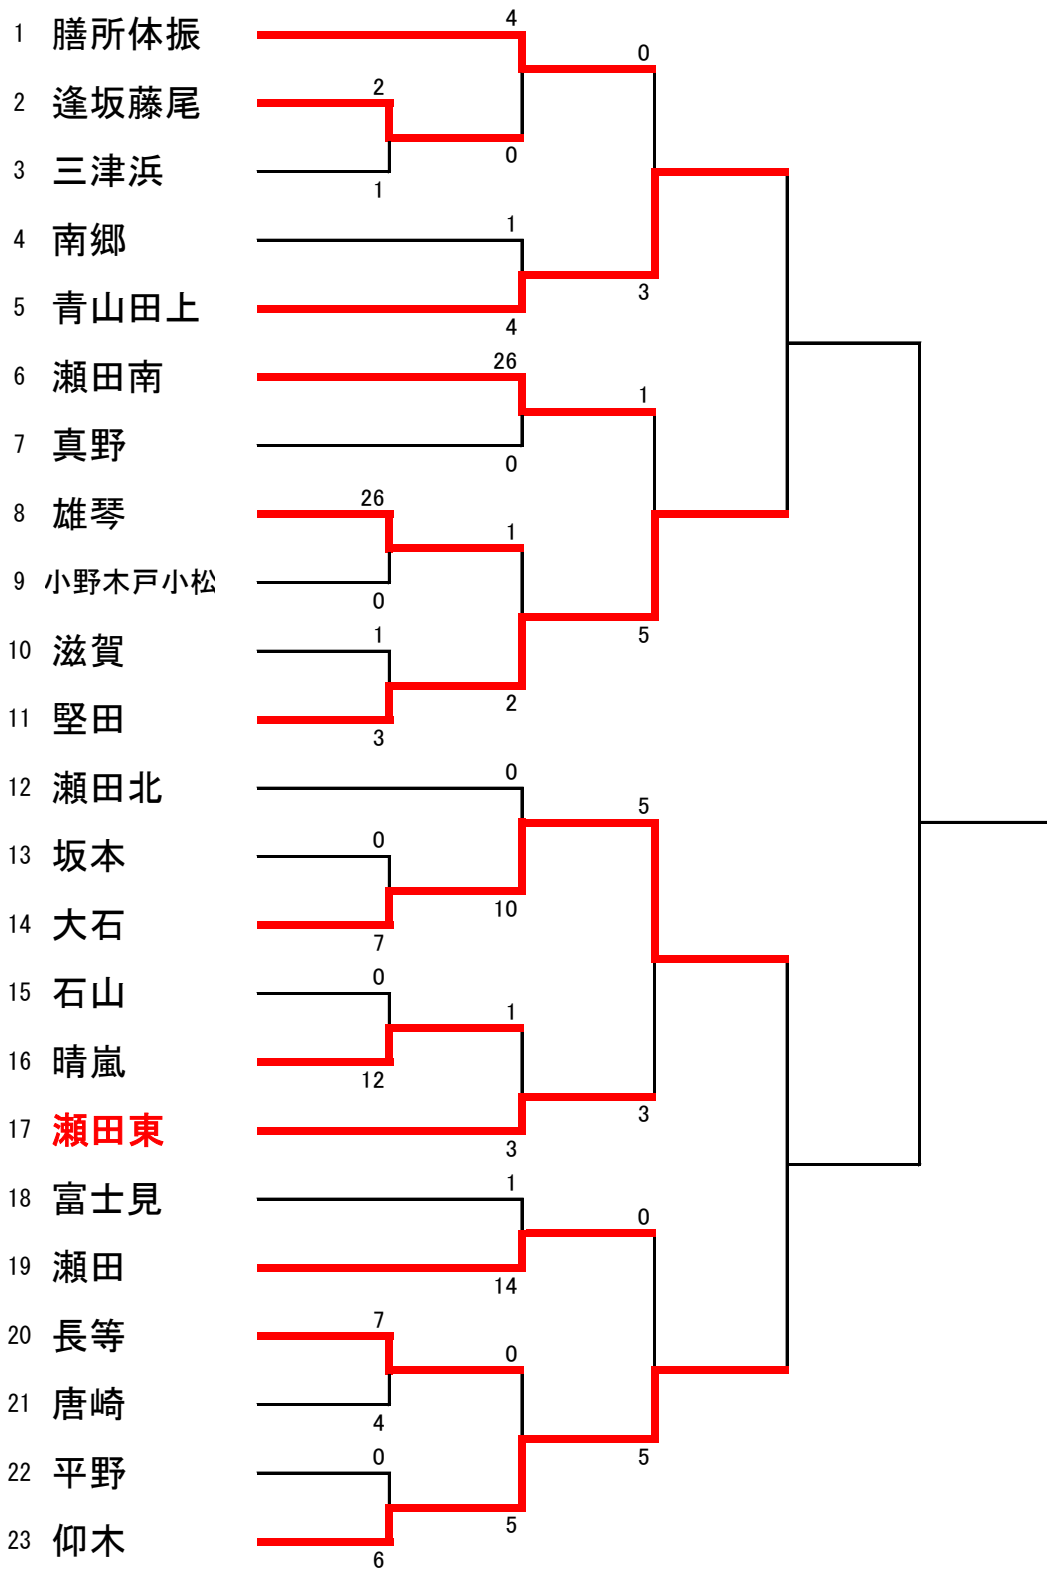 4
1 膳所体振
0
2
2 逢坂藤尾
0
3 三津浜
1
1
4 南郷
3
5 青山田上
4
26
6 瀬田南
1
7 真野
0
26
8 雄琴
1
9 小野木戸小松
0
1
5
10 滋賀
2
11 堅田
3
0
12 瀬田北
5
0
13 坂本
10
14 大石
7
0
15 石山
1
16 晴嵐
12
3
17 瀬田東
3
1
18 富士見
0
19 瀬田
14
7
20 長等
0
21 唐崎
4
0
5
22 平野
5
23 仰木
6